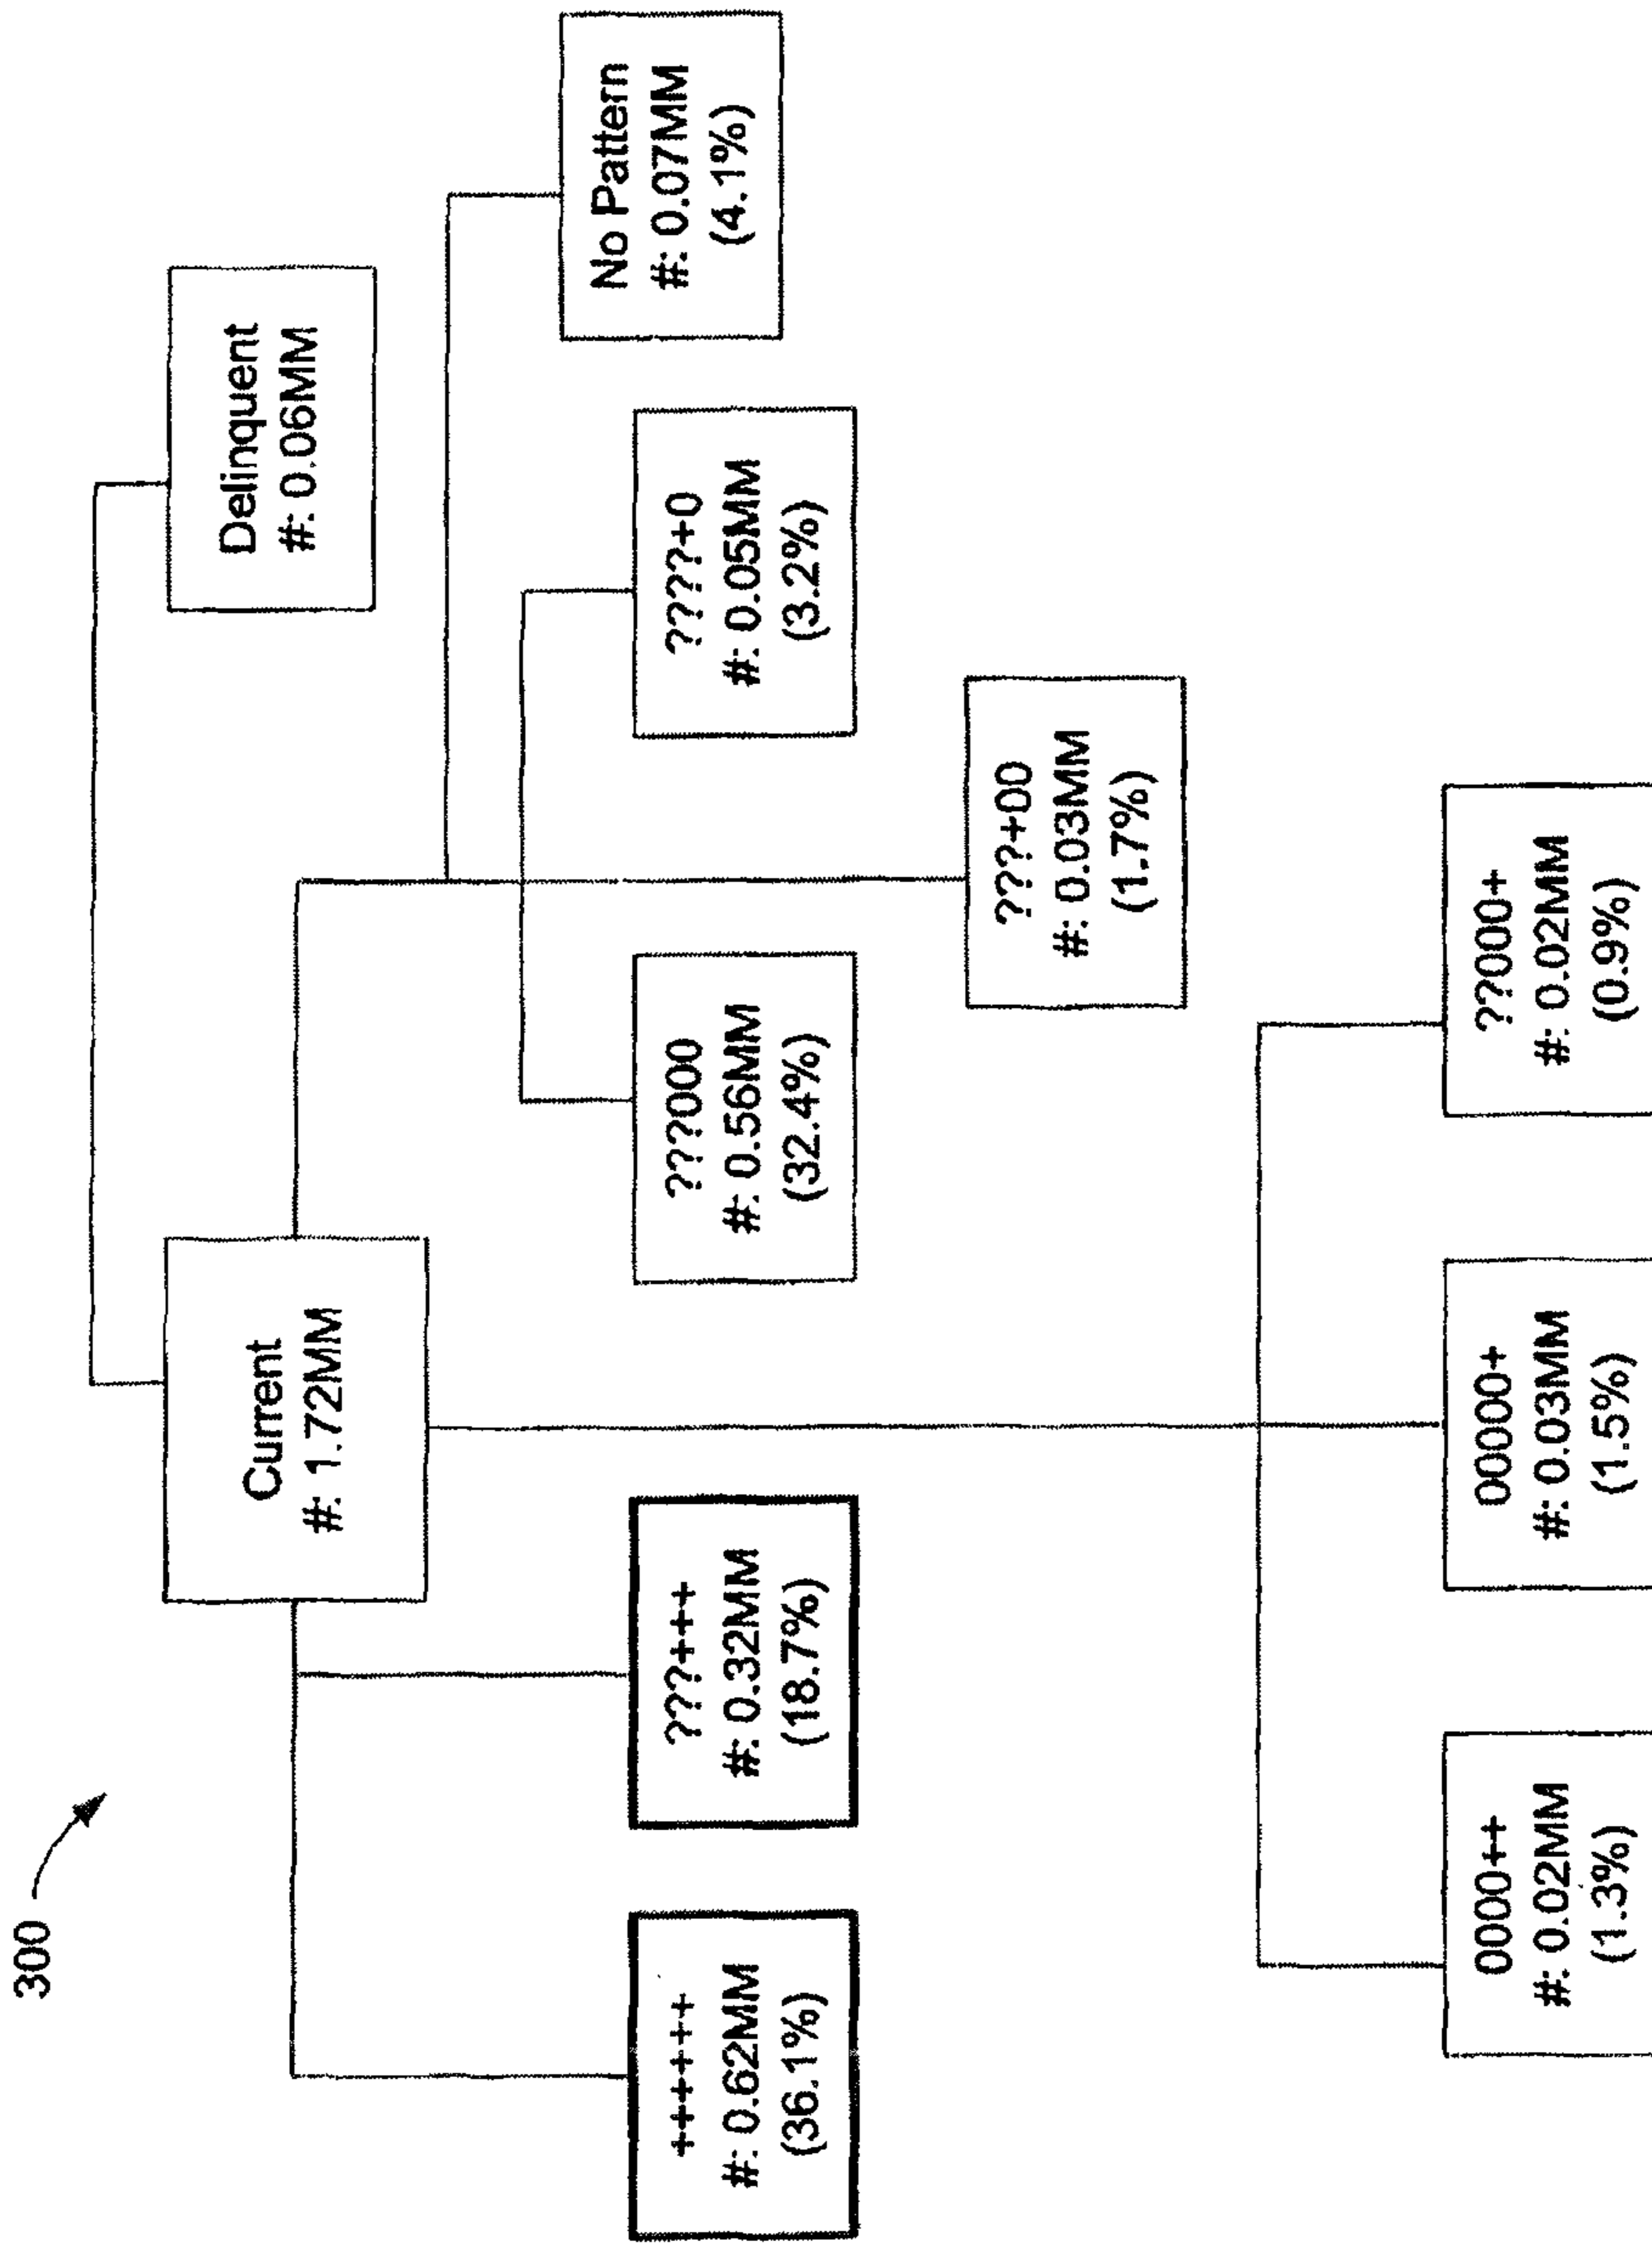 300
Current
#: 1.72MM
Delinquent
#: 0.06MM
++++++
#: 0.62MM
(36.1%)
???+++
#: 0.32MM
(18.7%)
???000
#: 0.56MM
(32.4%)
????+0
#: 0.05MM
(3.2%)
No Pattern
#: 0.07MM
(4.1%)
???+00
#: 0.03MM
(1.7%)
0000++
#: 0.02MM
(1.3%)
00000+
#: 0.03MM
(1.5%)
??000+
#: 0.02MM
(0.9%)